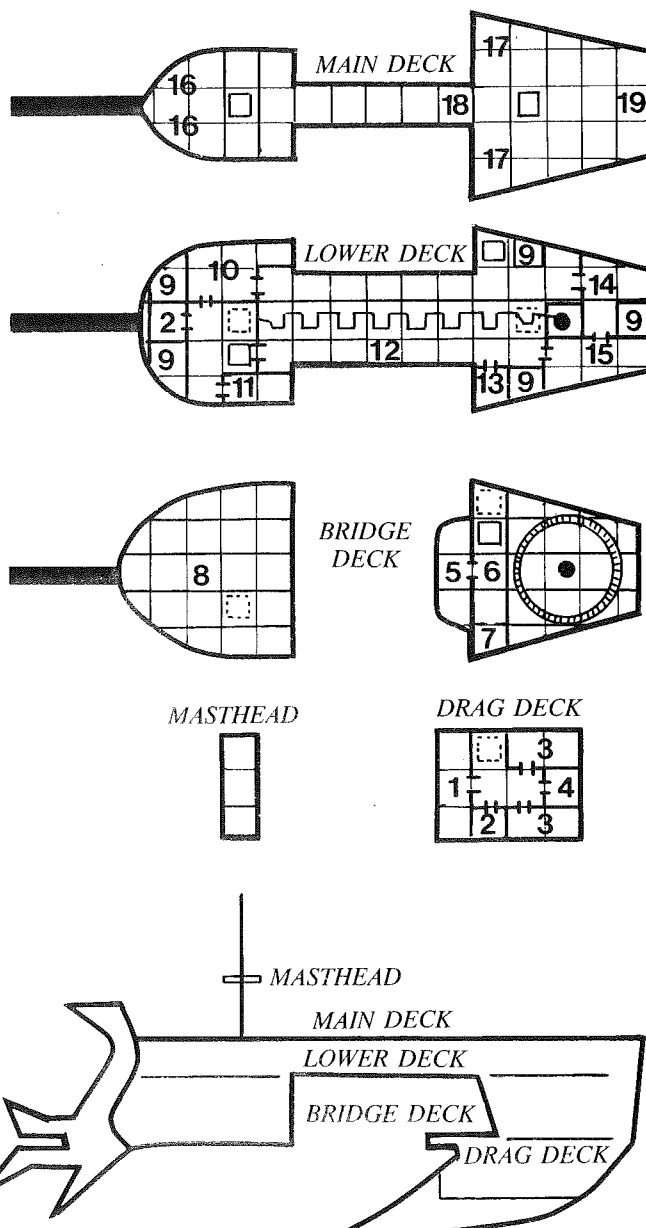 MAIN DECK
17
16
18
19
16
17
LOWER DECK
9
10
9
14
2
9
12
15
9
11
13
9
BRIDGE
DECK
8
5
6
7
MASTHEAD
DRAG DECK
3
1
4
2
3
MASTHEAD
MAIN DECK
LOWER DECK
BRIDGE DECK
DRAG DECK